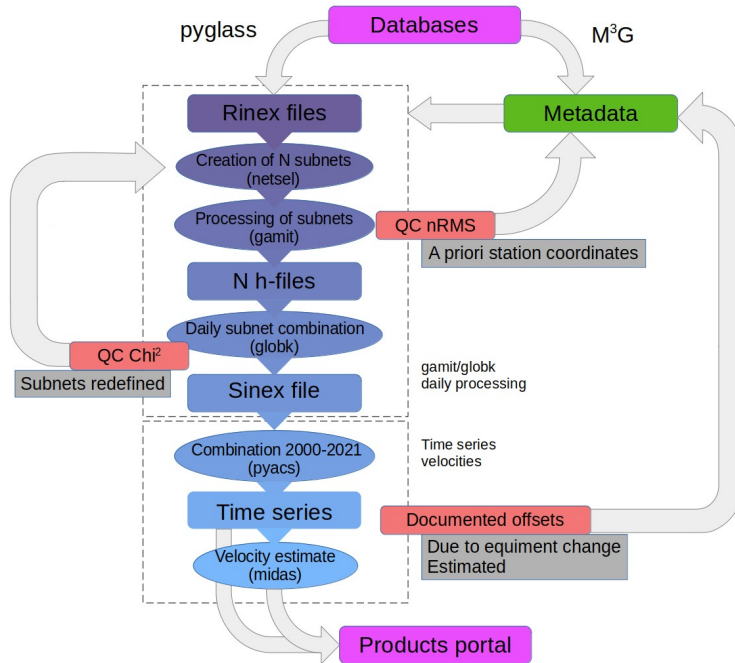 pyglass
Databases
M³G
Rinex files
Metadata
Creation of N subnets
(netsel)
Processing of subnets
(gamit)
QC nRMS
A priori station coordinates
N h-files
Daily subnet combination
(globk)
QC Chi²
Subnets redefined
Sinex file
gamit/globk
daily processing
Combination 2000-2021
(pyacs)
Time series
velocities
Time series
Documented offsets
Due to equiment change
Estimated
Velocity estimate
(midas)
Products portal